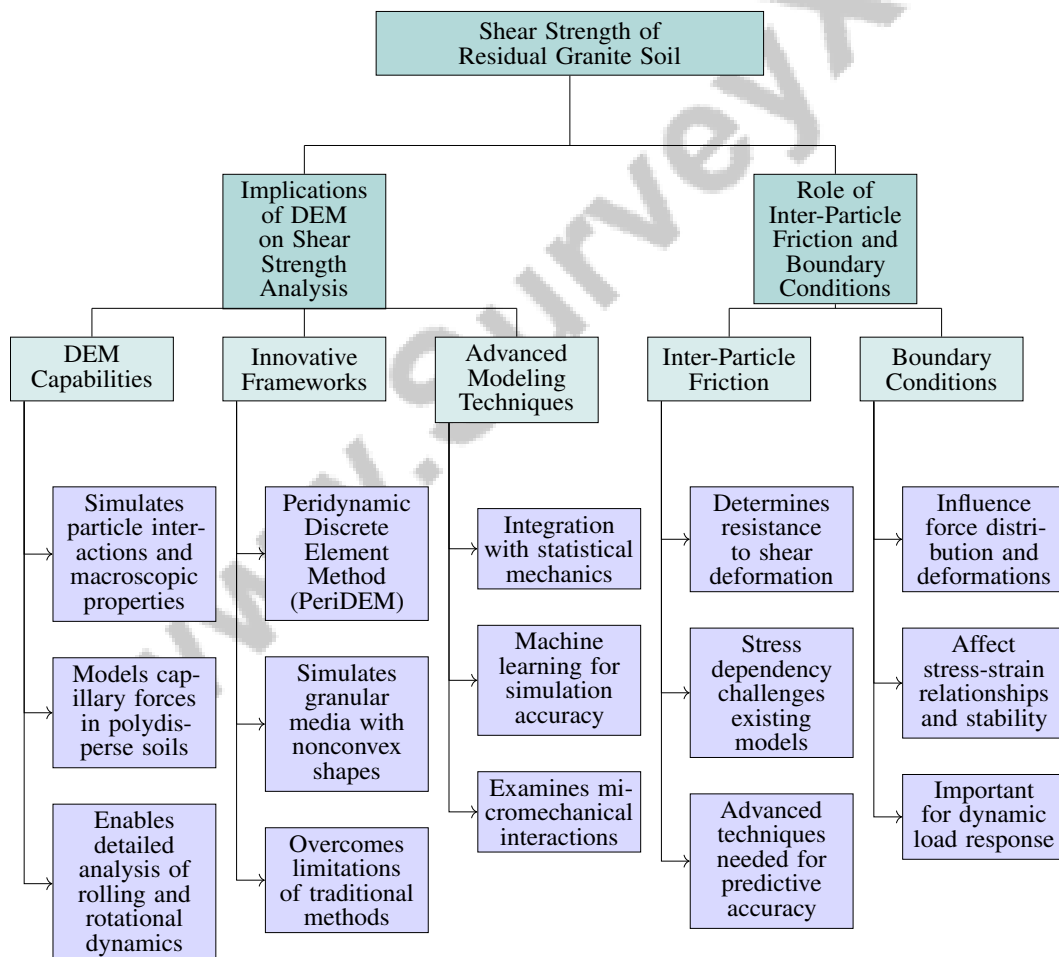 Shear Strength of
Residual Granite Soil
Implications
of DEM
on Shear
Strength
Analysis
Role of
Inter-Particle
Friction and
Boundary
Conditions
DEM
Capabilities
Innovative
Frameworks
Advanced
Modeling
Techniques
Inter-Particle
Friction
Boundary
Conditions
Simulates
particle inter-
actions and
macroscopic
properties
Models cap-
illary forces
in polydis-
perse soils
Enables
detailed
analysis of
rolling and
rotational
dynamics
Peridynamic
Discrete
Element
Method
(PeriDEM)
Simulates
granular
media with
nonconvex
shapes
Overcomes
limitations
of traditional
methods
Integration
with statistical
mechanics
Machine
learning for
simulation
accuracy
Examines mi-
cromechanical
interactions
Determines
resistance
to shear
deformation
Stress
dependency
challenges
existing
models
Advanced
techniques
needed for
predictive
accuracy
Influence
force distri-
bution and
deformations
Affect
stress-strain
relationships
and stability
Important
for dynamic
load response
www.surveyx